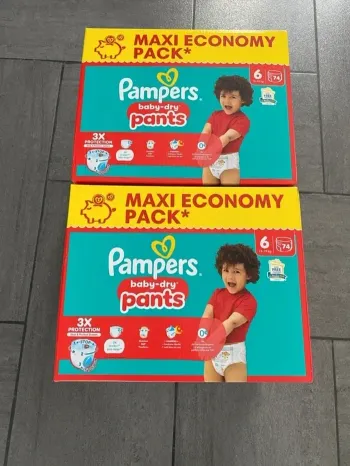 MAXI ECONOMY
PACK*
Pampers
baby-dry
pants
6
74
3X
PROTECTION
MAXI ECONOMY
PACK*
Pampers
baby-dry
pants
6
74
3X
PROTECTION